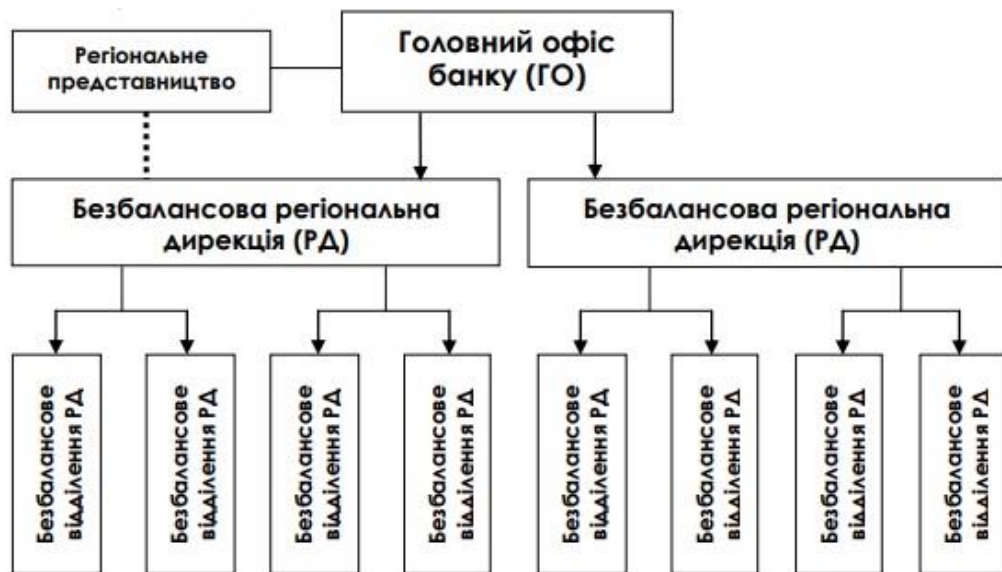 Регіональне
представництво
Головний офіс
банку (ГО)
Безбалансова регіональна
дирекція (РД)
Безбалансова регіональна
дирекція (РД)
Безбалансове
відділення РД
Безбалансове
відділення РД
Безбалансове
відділення РД
Безбалансове
відділення РД
Безбалансове
відділення РД
Безбалансове
відділення РД
Безбалансове
відділення РД
Безбалансове
відділення РД